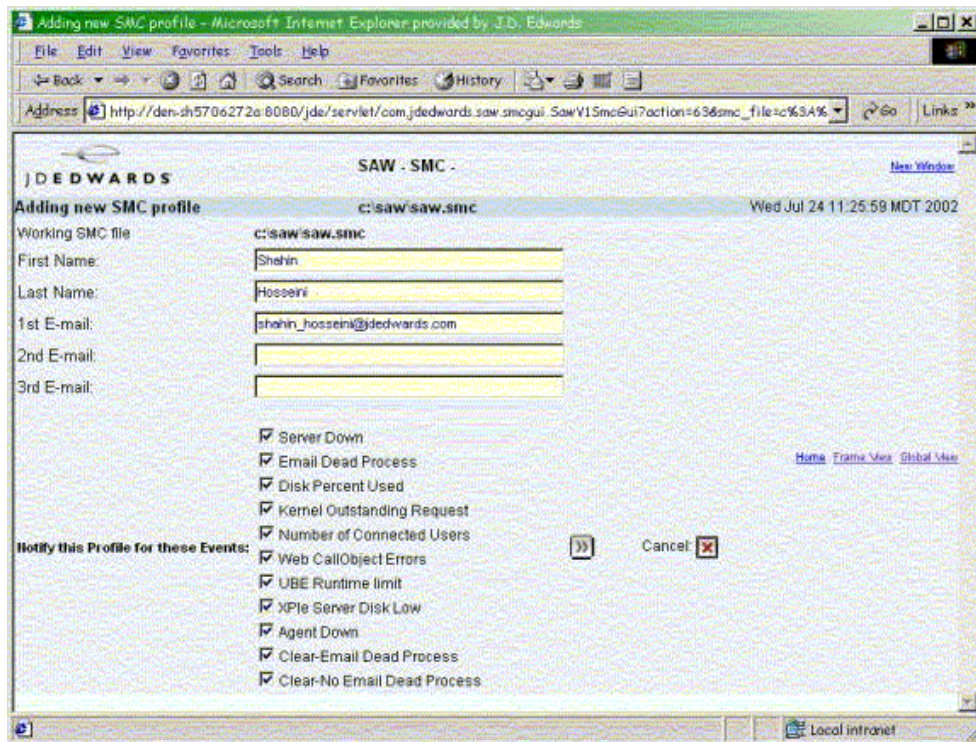 Adding new SMC profile - Microsoft Internet Explorer provided by J.D. Edwards
File Edit View Favorites Tools Help
Back Search Favorites History
Address http://den-sh5706272a:8080/jde/servlet/com.jdedwards.saw.smcgui.SawV1SmcGui?action=63&smc_file=c%3A% Go Links »
JDEDWARDS SAW - SMC - New Window
Adding new SMC profile c:\saw\saw.smc Wed Jul 24 11:25:59 MDT 2002
Working SMC file c:\saw\saw.smc
First Name: Shahin
Last Name: Hosseini
1st E-mail: shahin_hosseini@jdedwards.com
2nd E-mail:
3rd E-mail:
Server Down
Email Dead Process Home Frame View Global View
Disk Percent Used
Kernel Outstanding Request
Number of Connected Users
Notify this Profile for these Events: Cancel:
Web CallObject Errors
UBE Runtime limit
XPIe Server Disk Low
Agent Down
Clear-Email Dead Process
Clear-No Email Dead Process
Local intranet